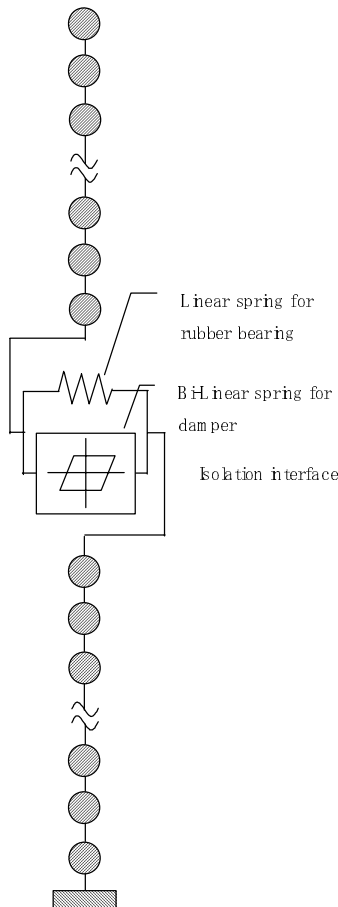 Linear spring for
rubber bearing
Bi-Linear spring for
damper
Isolation interface